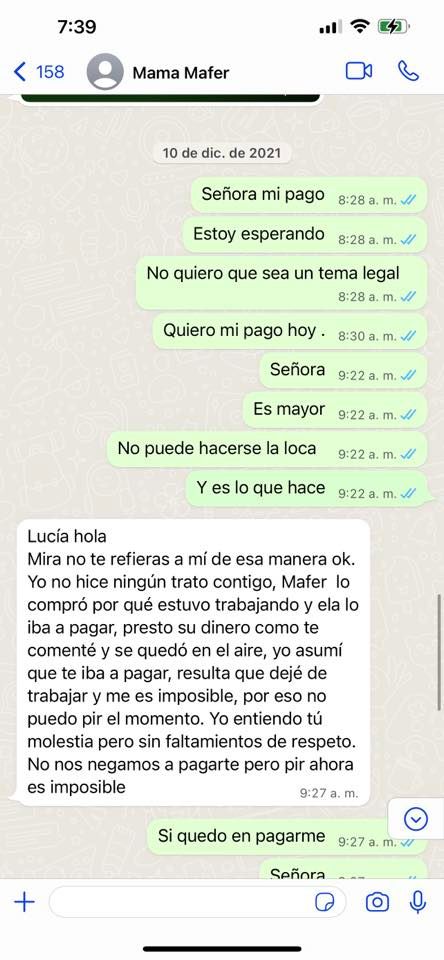 7:39
158
Mama Mafer
10 de dic. de 2021
Señora mi pago 8:28 a. m.
Estoy esperando 8:28 a. m.
No quiero que sea un tema legal
8:28 a. m.
Quiero mi pago hoy . 8:30 a. m.
Señora 9:22 a. m.
Es mayor 9:22 a. m.
No puede hacerse la loca 9:22 a. m.
Y es lo que hace 9:22 a. m.
Lucía hola
Mira no te refieras a mí de esa manera ok.
Yo no hice ningún trato contigo, Mafer lo
compró por qué estuvo trabajando y ela lo
iba a pagar, presto su dinero como te
comenté y se quedó en el aire, yo asumí
que te iba a pagar, resulta que dejé de
trabajar y me es imposible, por eso no
puedo pir el momento. Yo entiendo tú
molestia pero sin faltamientos de respeto.
No nos negamos a pagarte pero pir ahora
es imposible
9:27 a. m.
Si quedo en pagarme 9:27 a. m.
Señora